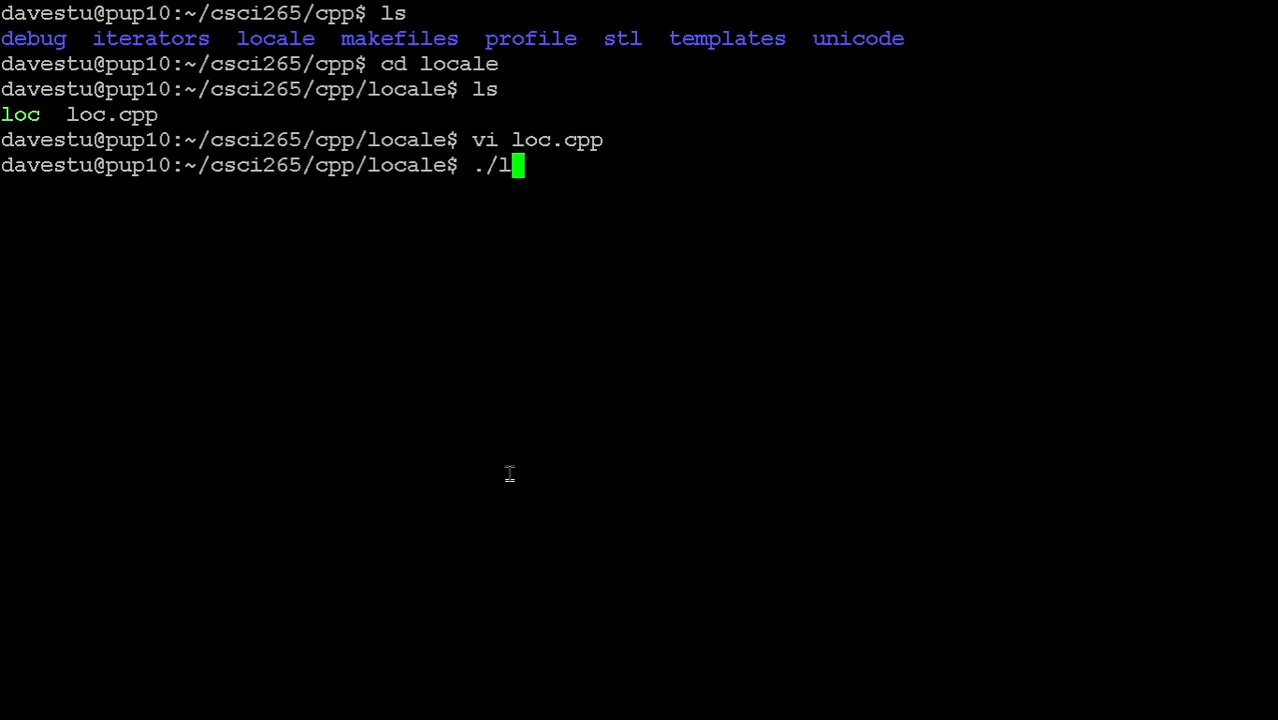 davestu@pup10:~/csci265/cpp$ ls
debug  iterators  locale  makefiles  profile  stl  templates  unicode
davestu@pup10:~/csci265/cpp$ cd locale
davestu@pup10:~/csci265/cpp/locale$ ls
loc  loc.cpp
davestu@pup10:~/csci265/cpp/locale$ vi loc.cpp
davestu@pup10:~/csci265/cpp/locale$ ./l